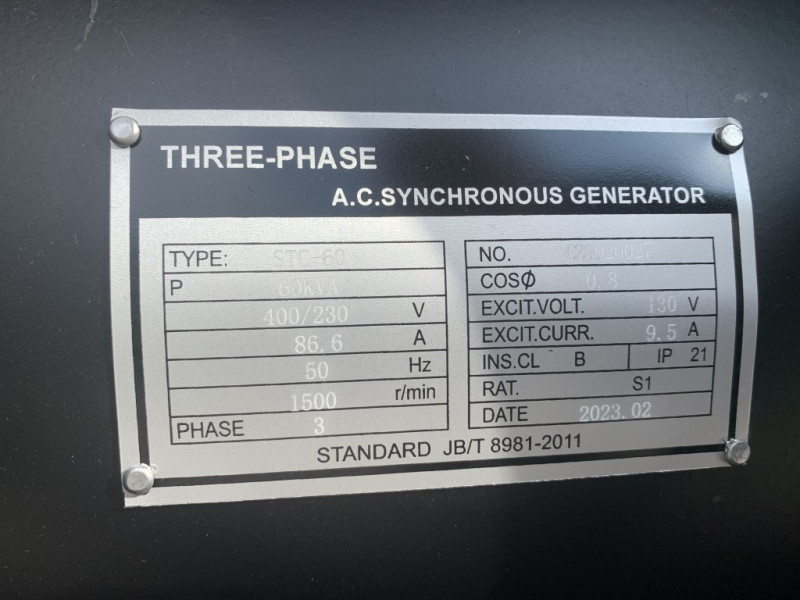 THREE-PHASE
A.C.SYNCHRONOUS GENERATOR
TYPE: STC-60
P 60KVA
400/230 V
86.6 A
50 Hz
1500 r/min
PHASE 3
NO.
COSØ 0.8
EXCIT.VOLT. 130 V
EXCIT.CURR. 9.5 A
INS.CL B IP 21
RAT. S1
DATE 2023.02
STANDARD JB/T 8981-2011